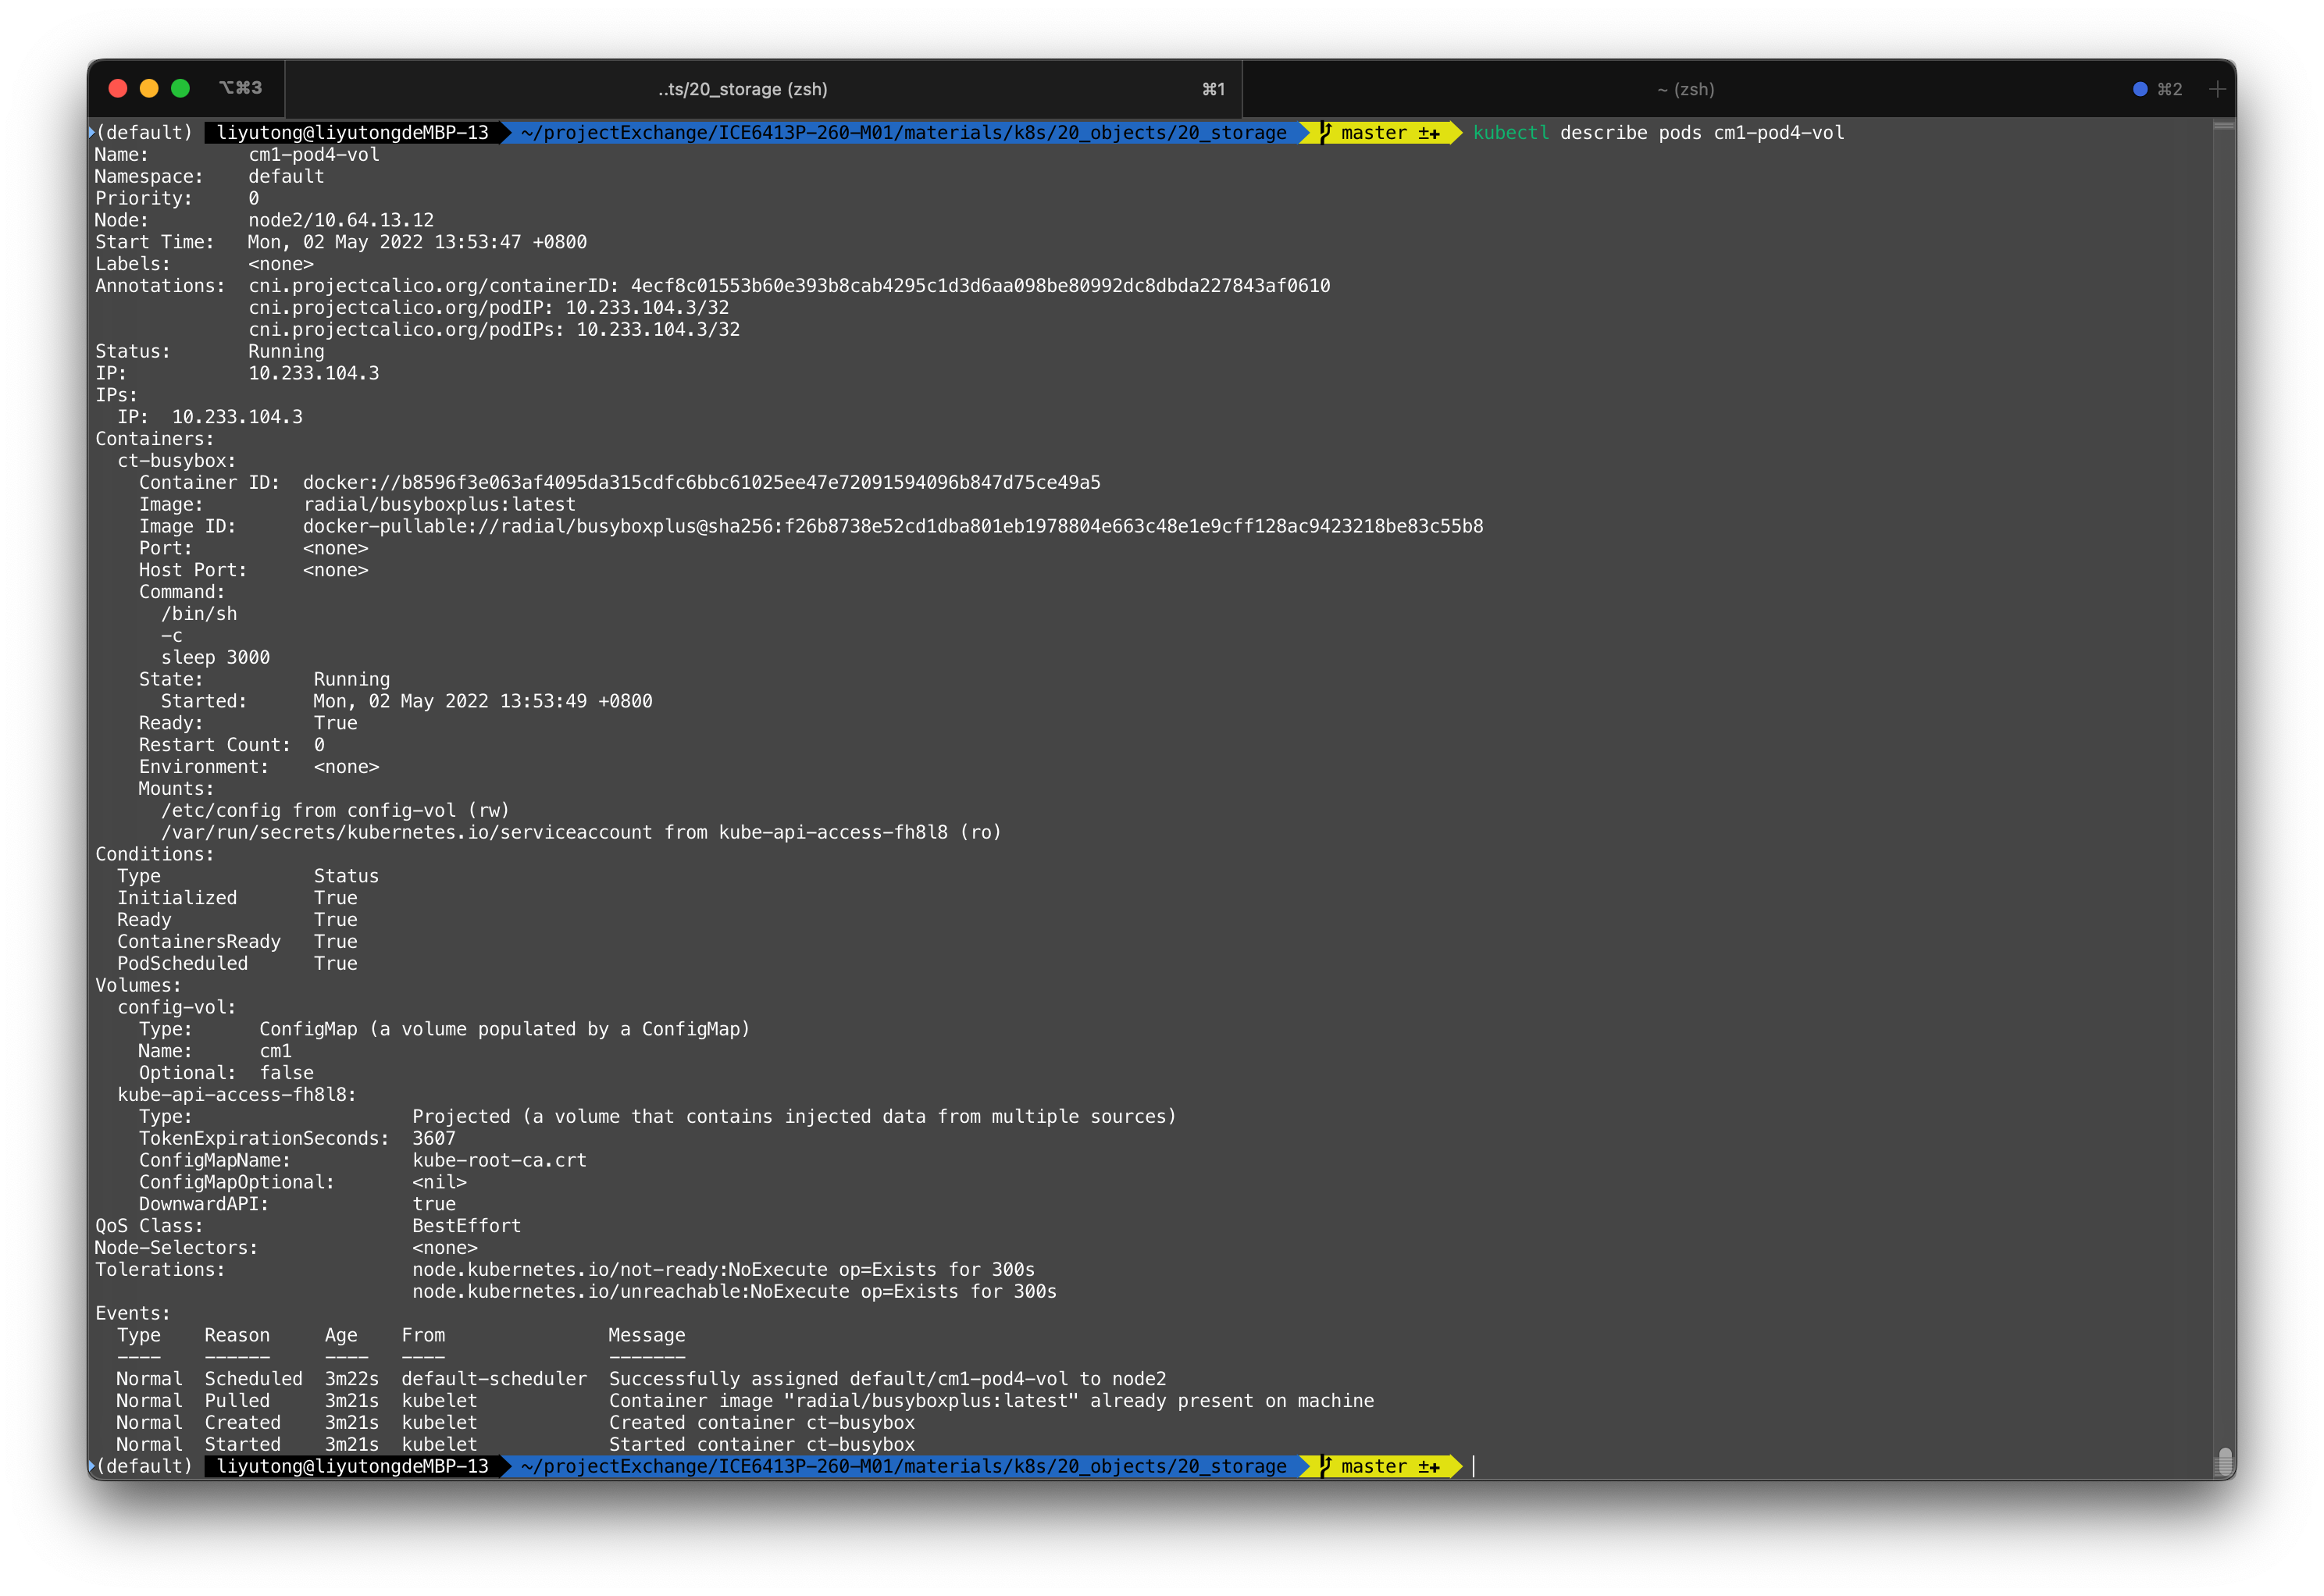 ⌥⌘3 ..ts/20_storage (zsh) ⌘1 ~ (zsh) ⌘2
(default) liyutong@liyutongdeMBP-13 ~/projectExchange/ICE6413P-260-M01/materials/k8s/20_objects/20_storage master ±✚ kubectl describe pods cm1-pod4-vol
Name:         cm1-pod4-vol
Namespace:    default
Priority:     0
Node:         node2/10.64.13.12
Start Time:   Mon, 02 May 2022 13:53:47 +0800
Labels:       <none>
Annotations:  cni.projectcalico.org/containerID: 4ecf8c01553b60e393b8cab4295c1d3d6aa098be80992dc8dbda227843af0610
              cni.projectcalico.org/podIP: 10.233.104.3/32
              cni.projectcalico.org/podIPs: 10.233.104.3/32
Status:       Running
IP:           10.233.104.3
IPs:
  IP:  10.233.104.3
Containers:
  ct-busybox:
    Container ID:  docker://b8596f3e063af4095da315cdfc6bbc61025ee47e72091594096b847d75ce49a5
    Image:         radial/busyboxplus:latest
    Image ID:      docker-pullable://radial/busyboxplus@sha256:f26b8738e52cd1dba801eb1978804e663c48e1e9cff128ac9423218be83c55b8
    Port:          <none>
    Host Port:     <none>
    Command:
      /bin/sh
      -c
      sleep 3000
    State:          Running
      Started:      Mon, 02 May 2022 13:53:49 +0800
    Ready:          True
    Restart Count:  0
    Environment:    <none>
    Mounts:
      /etc/config from config-vol (rw)
      /var/run/secrets/kubernetes.io/serviceaccount from kube-api-access-fh8l8 (ro)
Conditions:
  Type              Status
  Initialized       True
  Ready             True
  ContainersReady   True
  PodScheduled      True
Volumes:
  config-vol:
    Type:      ConfigMap (a volume populated by a ConfigMap)
    Name:      cm1
    Optional:  false
  kube-api-access-fh8l8:
    Type:                    Projected (a volume that contains injected data from multiple sources)
    TokenExpirationSeconds:  3607
    ConfigMapName:           kube-root-ca.crt
    ConfigMapOptional:       <nil>
    DownwardAPI:             true
QoS Class:                   BestEffort
Node-Selectors:              <none>
Tolerations:                 node.kubernetes.io/not-ready:NoExecute op=Exists for 300s
                             node.kubernetes.io/unreachable:NoExecute op=Exists for 300s
Events:
  Type    Reason     Age    From               Message
  ----    ------     ----   ----               -------
  Normal  Scheduled  3m22s  default-scheduler  Successfully assigned default/cm1-pod4-vol to node2
  Normal  Pulled     3m21s  kubelet            Container image "radial/busyboxplus:latest" already present on machine
  Normal  Created    3m21s  kubelet            Created container ct-busybox
  Normal  Started    3m21s  kubelet            Started container ct-busybox
(default) liyutong@liyutongdeMBP-13 ~/projectExchange/ICE6413P-260-M01/materials/k8s/20_objects/20_storage master ±✚